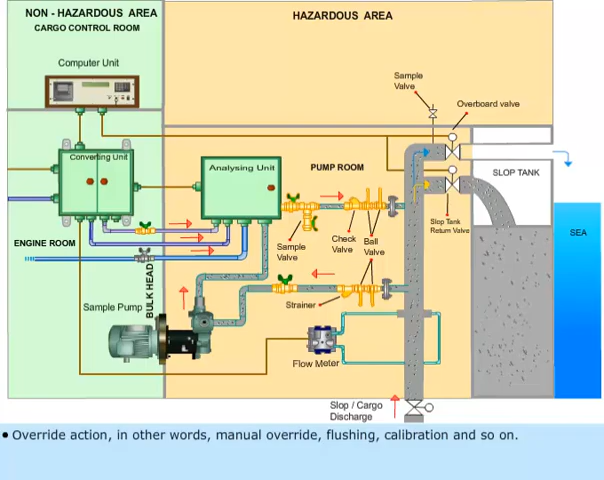 NON - HAZARDOUS AREA
CARGO CONTROL ROOM
HAZARDOUS AREA
Computer Unit
Sample
Valve
Overboard valve
Converting Unit
Analysing Unit
PUMP ROOM
SLOP TANK
Slop Tank
Return Valve
SEA
ENGINE ROOM
Sample
Valve
Check
Valve
Ball
Valve
BULK HEAD
Sample Pump
Strainer
Flow Meter
Slop / Cargo
Discharge
• Override action, in other words, manual override, flushing, calibration and so on.